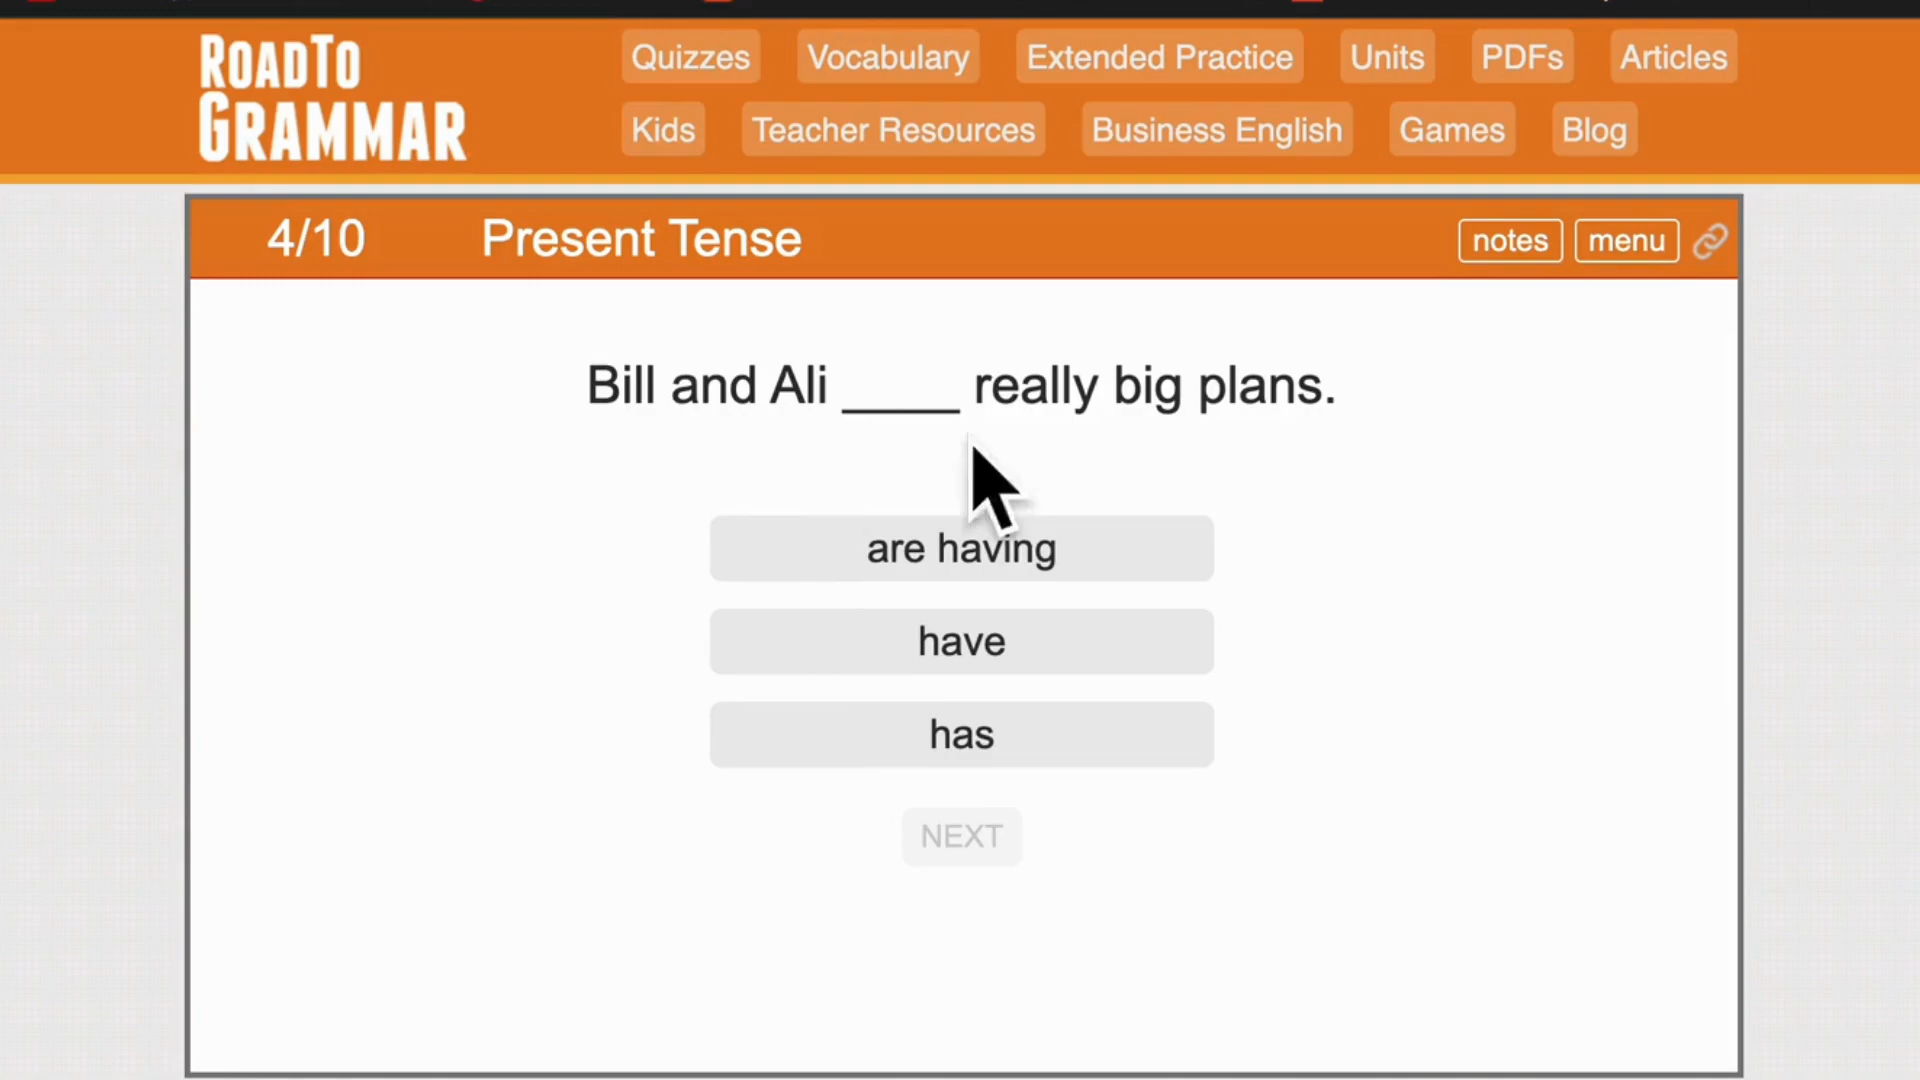 ROADTO
GRAMMAR
Quizzes Vocabulary Extended Practice Units PDFs Articles
Kids Teacher Resources Business English Games Blog
4/10 Present Tense notes menu
Bill and Ali _____ really big plans.
are having
have
has
NEXT